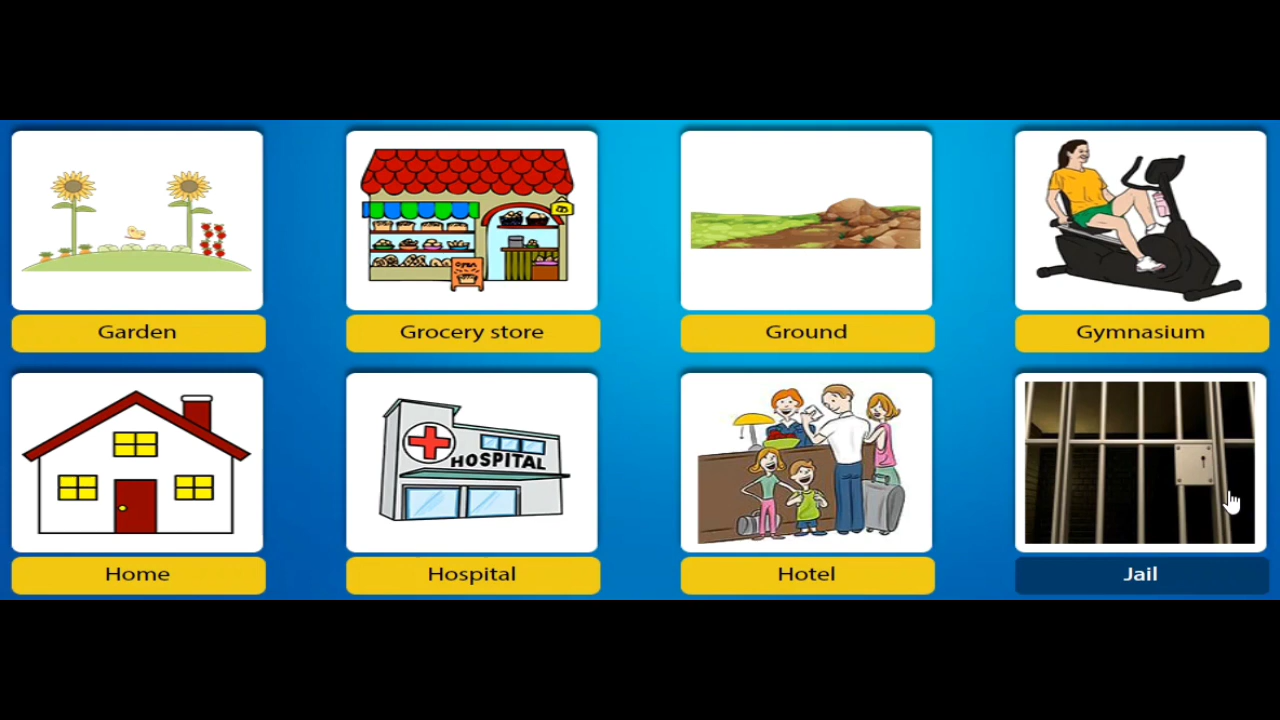 Garden
Grocery store
Ground
Gymnasium
HOSPITAL
Home
Hospital
Hotel
Jail